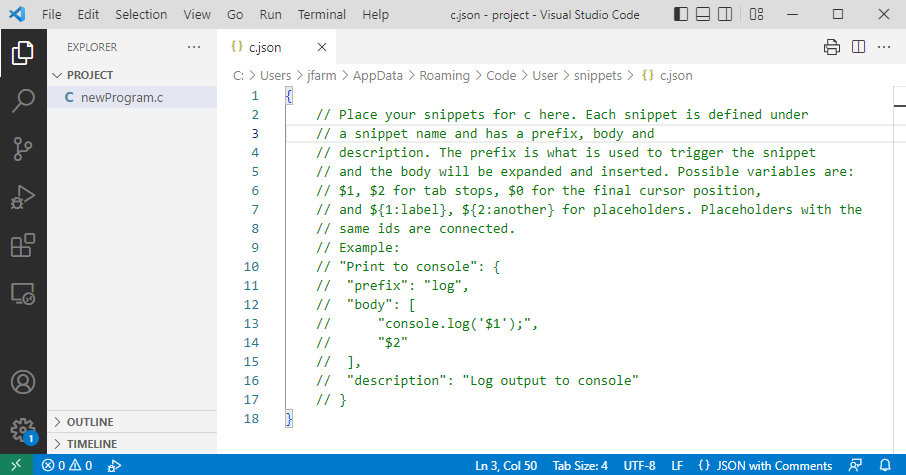 File Edit Selection View Go Run Terminal Help c.json - project - Visual Studio Code
EXPLORER
PROJECT
C newProgram.c
OUTLINE
TIMELINE
{} c.json
C: > Users > jfarm > AppData > Roaming > Code > User > snippets > {} c.json
1 {
2 // Place your snippets for c here. Each snippet is defined under
3 // a snippet name and has a prefix, body and
4 // description. The prefix is what is used to trigger the snippet
5 // and the body will be expanded and inserted. Possible variables are:
6 // $1, $2 for tab stops, $0 for the final cursor position,
7 // and ${1:label}, ${2:another} for placeholders. Placeholders with the
8 // same ids are connected.
9 // Example:
10 // "Print to console": {
11 // "prefix": "log",
12 // "body": [
13 // "console.log('$1');",
14 // "$2"
15 // ],
16 // "description": "Log output to console"
17 // }
18 }
1
0 0 Ln 3, Col 50 Tab Size: 4 UTF-8 LF {} JSON with Comments